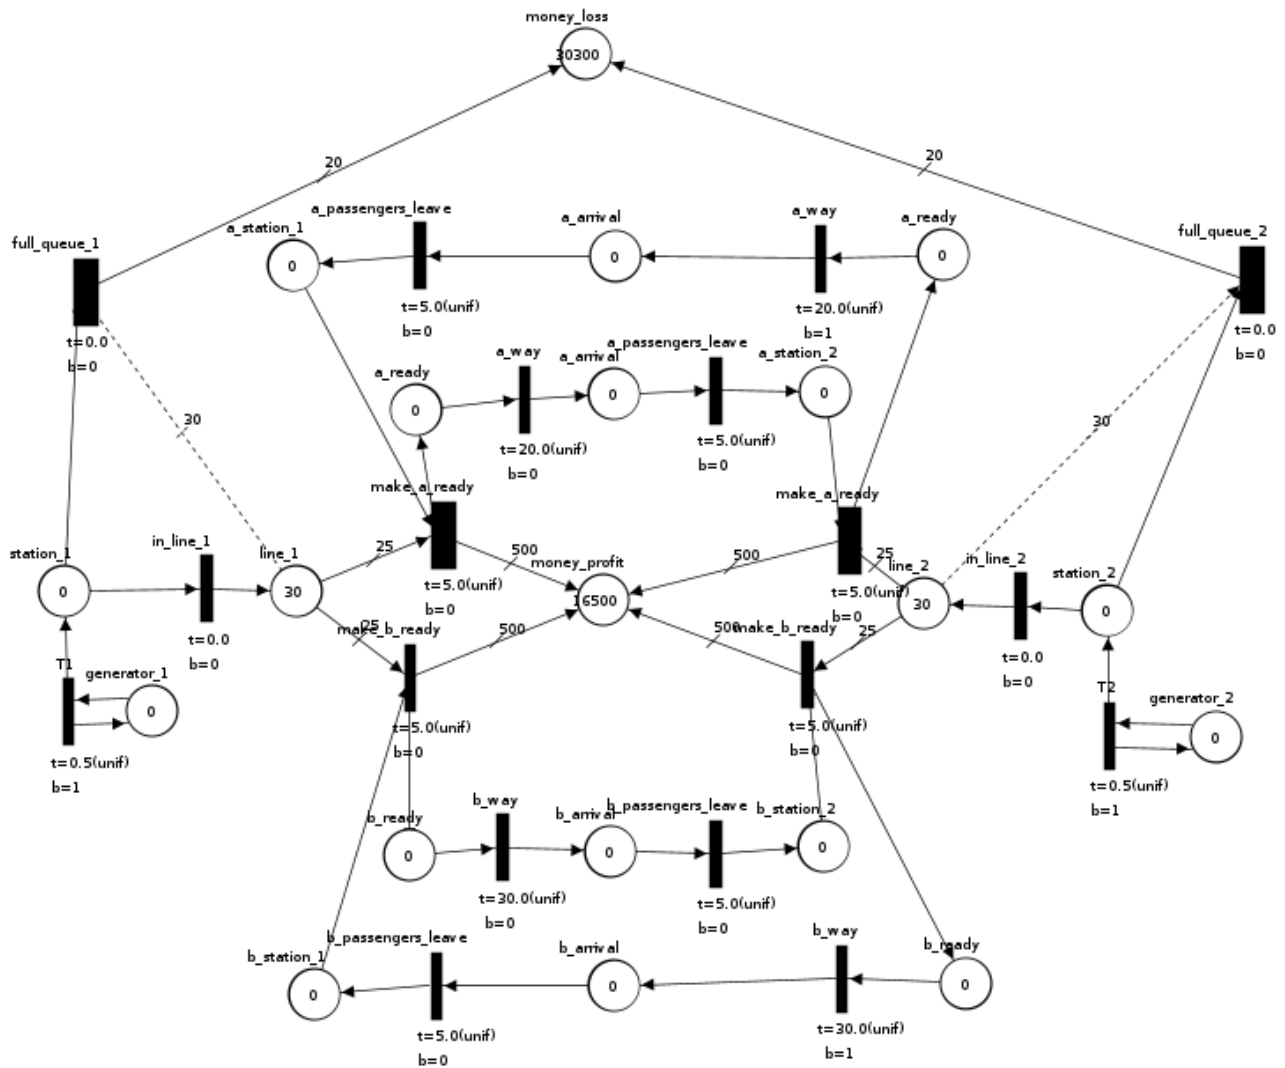 money_loss
30300
20
20
a_passengers_leave
a_arrival
a_way
a_ready
a_station_1
full_queue_1
full_queue_2
0
0
0
t=5.0(unif)
b=0
t=20.0(unif)
b=1
t=0.0
b=0
t=0.0
b=0
a_way
a_arrival
a_passengers_leave
a_station_2
a_ready
0
0
0
30
30
t=20.0(unif)
b=0
t=5.0(unif)
b=0
make_a_ready
make_a_ready
station_1
in_line_1
line_1
25
500
money_profit
500
25
line_2
in_line_2
station_2
0
30
t=5.0(unif)
b=0
16500
t=5.0(unif)
b=0
30
0
t=0.0
b=0
25
make_b_ready
500
500
make_b_ready
25
t=0.0
b=0
T1
generator_1
0
T2
generator_2
0
t=0.5(unif)
b=1
t=5.0(unif)
b=0
t=5.0(unif)
b=0
t=0.5(unif)
b=1
b_ready
b_way
b_arrival
b_passengers_leave
b_station_2
0
0
0
t=30.0(unif)
b=0
t=5.0(unif)
b=0
b_station_1
b_passengers_leave
b_arrival
b_way
b_ready
0
0
0
t=5.0(unif)
b=0
t=30.0(unif)
b=1